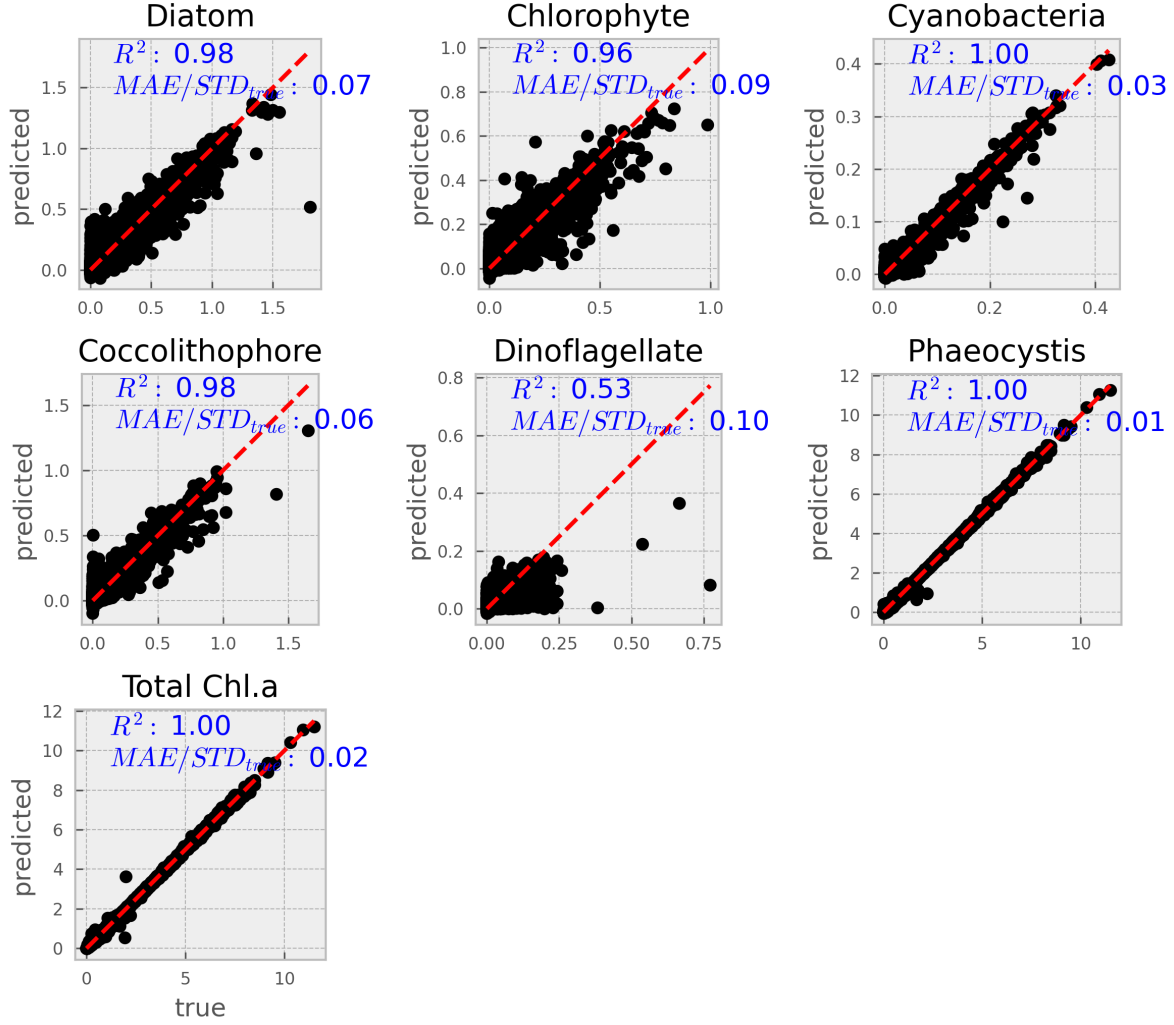 Diatom
R²: 0.98
MAE/STD_true: 0.07
predicted
1.5
1.0
0.5
0.0
0.0 0.5 1.0 1.5
Chlorophyte
R²: 0.96
MAE/STD_true: 0.09
predicted
1.0
0.8
0.6
0.4
0.2
0.0
0.0 0.5 1.0
Cyanobacteria
R²: 1.00
MAE/STD_true: 0.03
predicted
0.4
0.3
0.2
0.1
0.0
0.0 0.2 0.4
Coccolithophore
R²: 0.98
MAE/STD_true: 0.06
predicted
1.5
1.0
0.5
0.0
0.0 0.5 1.0 1.5
Dinoflagellate
R²: 0.53
MAE/STD_true: 0.10
predicted
0.8
0.6
0.4
0.2
0.0
0.00 0.25 0.50 0.75
Phaeocystis
R²: 1.00
MAE/STD_true: 0.01
predicted
12
10
8
6
4
2
0
0 5 10
Total Chl.a
R²: 1.00
MAE/STD_true: 0.02
predicted
12
10
8
6
4
2
0
0 5 10
true